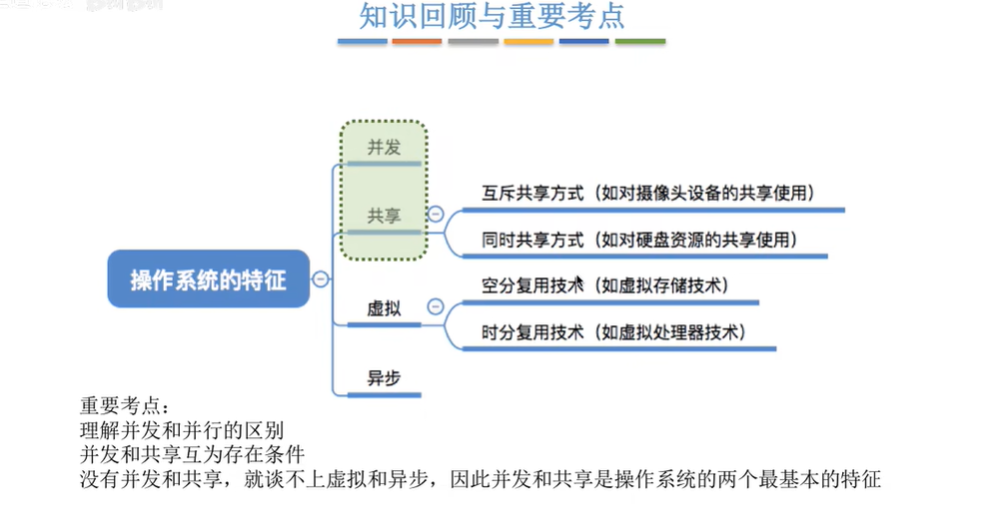 知识回顾与重要考点
并发
共享
互斥共享方式（如对摄像头设备的共享使用）
同时共享方式（如对硬盘资源的共享使用）
操作系统的特征
虚拟
空分复用技术（如虚拟存储技术）
时分复用技术（如虚拟处理器技术）
异步
重要考点：
理解并发和并行的区别
并发和共享互为存在条件
没有并发和共享，就谈不上虚拟和异步，因此并发和共享是操作系统的两个最基本的特征